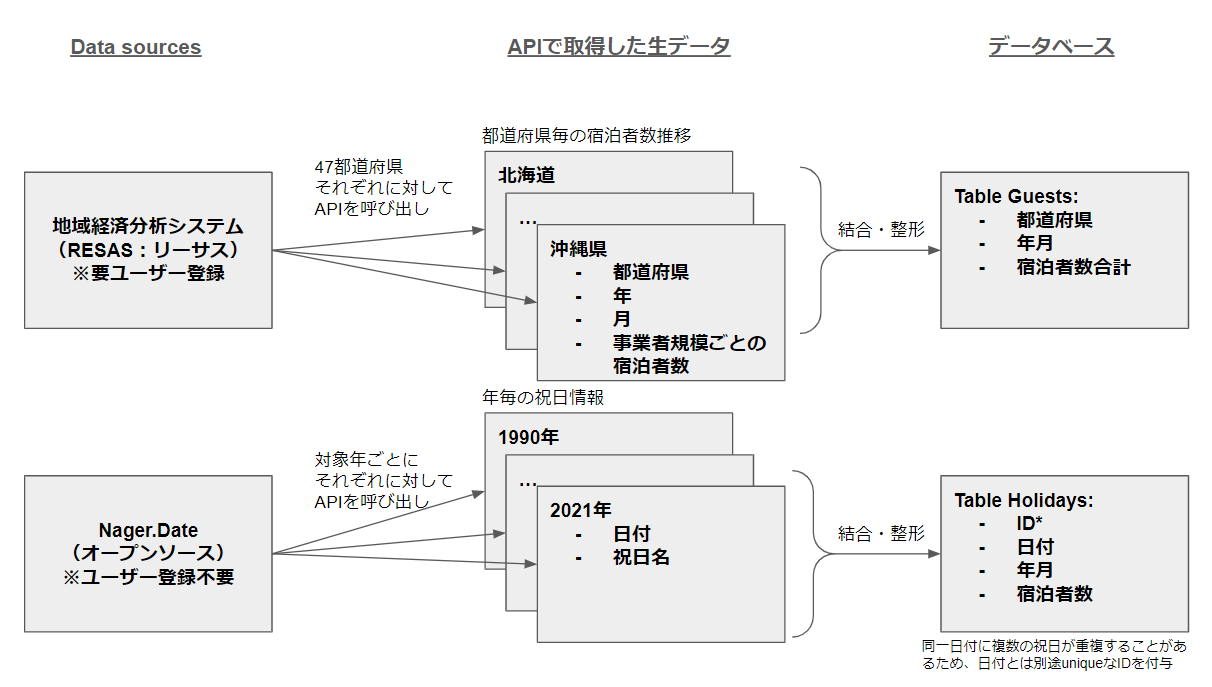 Data sources
APIで取得した生データ
データベース
地域経済分析システム
（RESAS：リーサス）
※要ユーザー登録
47都道府県
それぞれに対して
APIを呼び出し
都道府県毎の宿泊者数推移
北海道
...
沖縄県
- 都道府県
- 年
- 月
- 事業者規模ごとの
宿泊者数
結合・整形
Table Guests:
- 都道府県
- 年月
- 宿泊者数合計
Nager.Date
（オープンソース）
※ユーザー登録不要
対象年ごとに
それぞれに対して
APIを呼び出し
年毎の祝日情報
1990年
...
2021年
- 日付
- 祝日名
結合・整形
Table Holidays:
- ID*
- 日付
- 年月
- 宿泊者数
同一日付に複数の祝日が重複することがあ
るため、日付とは別途uniqueなIDを付与